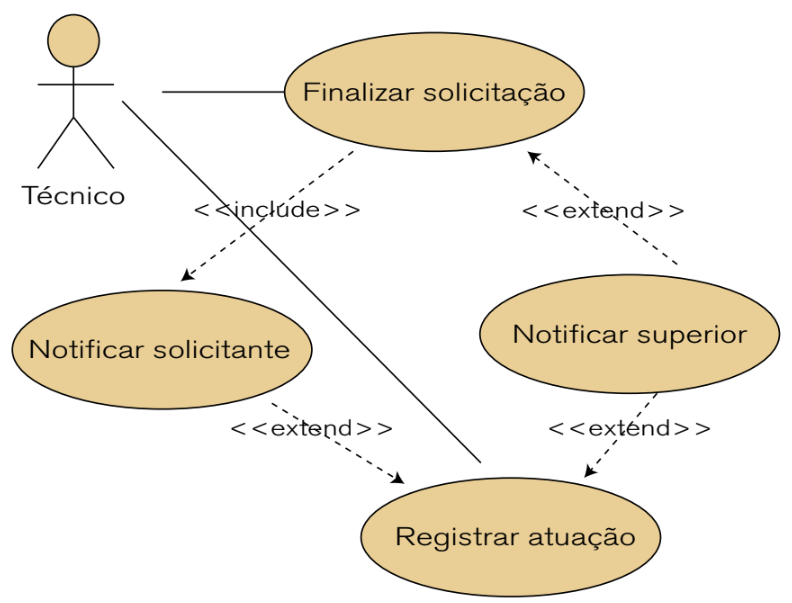 Finalizar solicitação
Técnico
<<include>>
<<extend>>
Notificar solicitante
Notificar superior
<<extend>>
<<extend>>
Registrar atuação